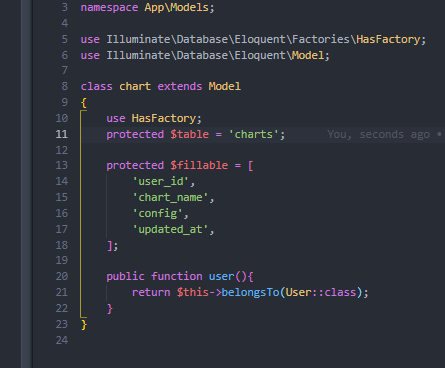 3 namespace App\Models;
4
5 use Illuminate\Database\Eloquent\Factories\HasFactory;
6 use Illuminate\Database\Eloquent\Model;
7
8 class chart extends Model
9 {
10     use HasFactory;
11     protected $table = 'charts';     You, seconds ago •
12
13     protected $fillable = [
14         'user_id',
15         'chart_name',
16         'config',
17         'updated_at',
18     ];
19
20     public function user(){
21         return $this->belongsTo(User::class);
22     }
23 }
24